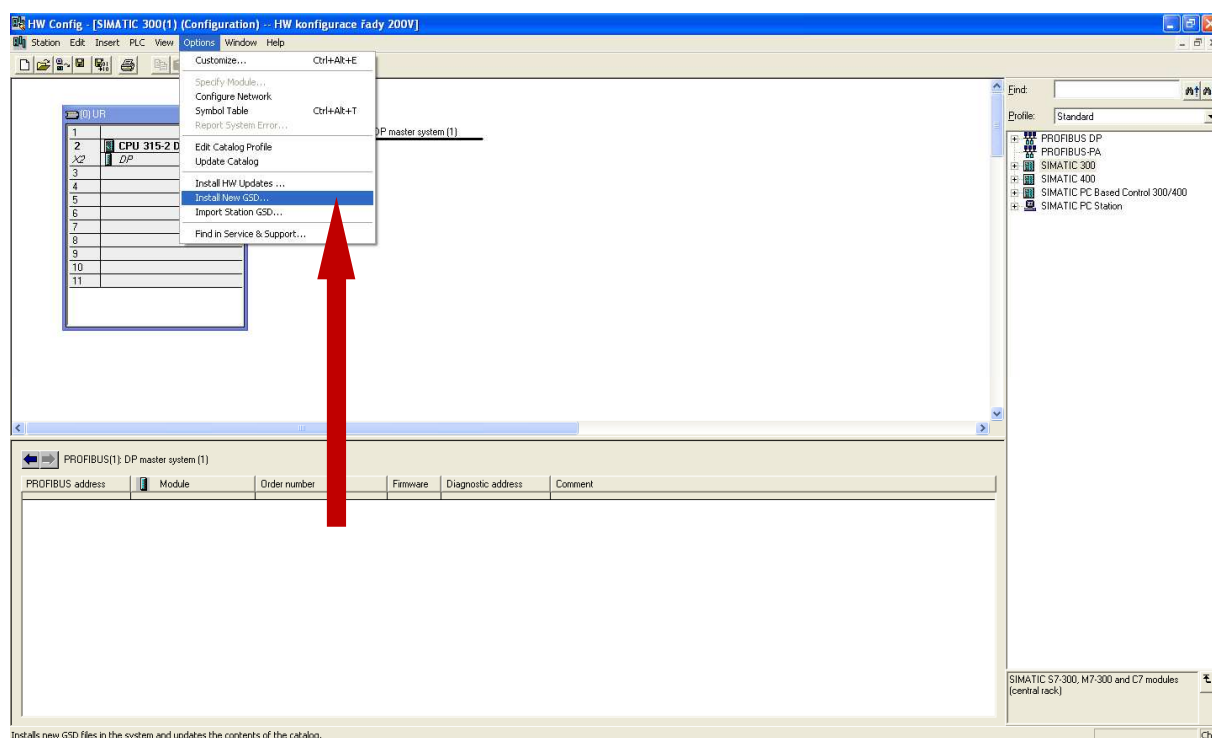 HW Config - [SIMATIC 300(1) (Configuration) -- HW konfigurace řady 200V]
Station Edit Insert PLC View Options Window Help
Customize... Ctrl+Alt+E
Specify Module...
Configure Network
Symbol Table Ctrl+Alt+T
Report System Error...
Edit Catalog Profile
Update Catalog
Install HW Updates ...
Install New GSD...
Import Station GSD...
Find in Service & Support...
(0) UR
1
2 CPU 315-2 D
X2 DP
3
4
5
6
7
8
9
10
11
DP master system (1)
Find:
Profile: Standard
PROFIBUS DP
PROFIBUS-PA
SIMATIC 300
SIMATIC 400
SIMATIC PC Based Control 300/400
SIMATIC PC Station
PROFIBUS(1): DP master system (1)
PROFIBUS address Module Order number Firmware Diagnostic address Comment
SIMATIC S7-300, M7-300 and C7 modules
(central rack)
Installs new GSD files in the system and updates the contents of the catalog.
Ch